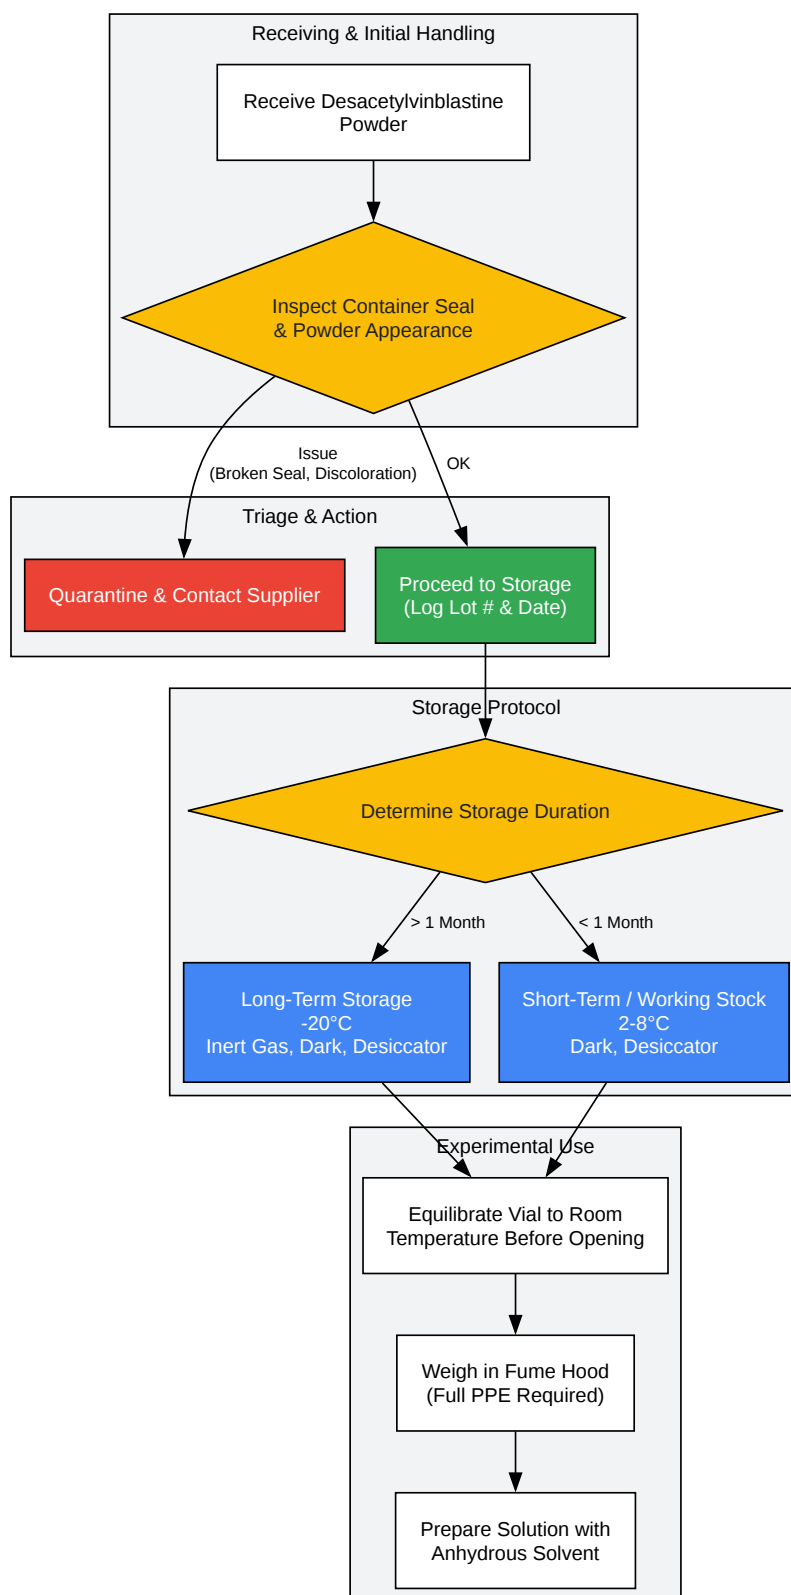 Receiving & Initial Handling
Receive Desacetylvinblastine
Powder
Inspect Container Seal
& Powder Appearance
Issue
(Broken Seal, Discoloration)
OK
Triage & Action
Quarantine & Contact Supplier
Proceed to Storage
(Log Lot # & Date)
Storage Protocol
Determine Storage Duration
> 1 Month
< 1 Month
Long-Term Storage
-20°C
Inert Gas, Dark, Desiccator
Short-Term / Working Stock
2-8°C
Dark, Desiccator
Experimental Use
Equilibrate Vial to Room
Temperature Before Opening
Weigh in Fume Hood
(Full PPE Required)
Prepare Solution with
Anhydrous Solvent